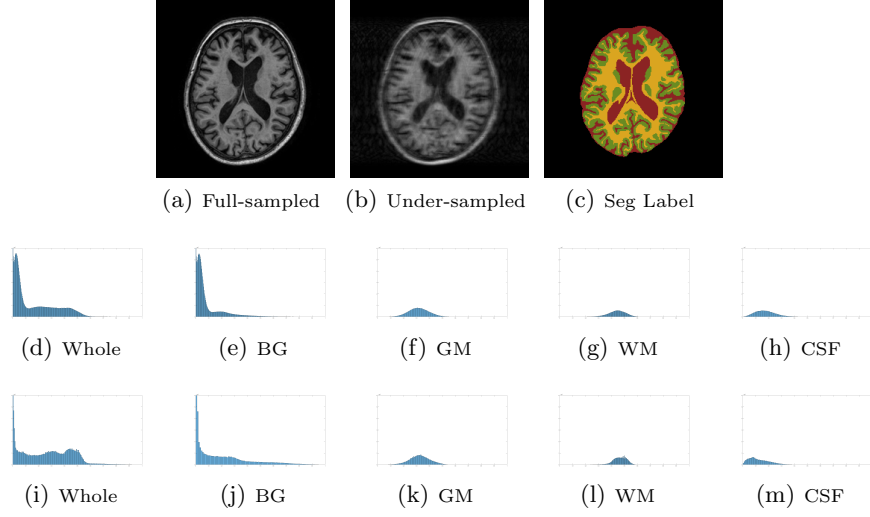 (a) Full-sampled (b) Under-sampled (c) Seg Label
(d) Whole (e) BG (f) GM (g) WM (h) CSF
(i) Whole (j) BG (k) GM (l) WM (m) CSF